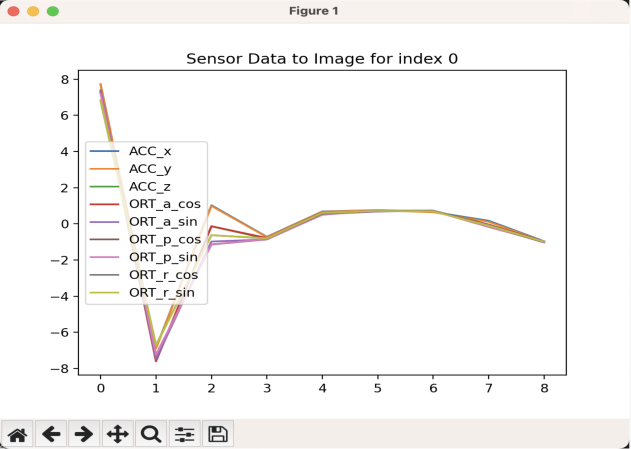 Figure 1
Sensor Data to Image for index 0
8
6
4
2
0
−2
−4
−6
−8
ACC_x
ACC_y
ACC_z
ORT_a_cos
ORT_a_sin
ORT_p_cos
ORT_p_sin
ORT_r_cos
ORT_r_sin
0 1 2 3 4 5 6 7 8